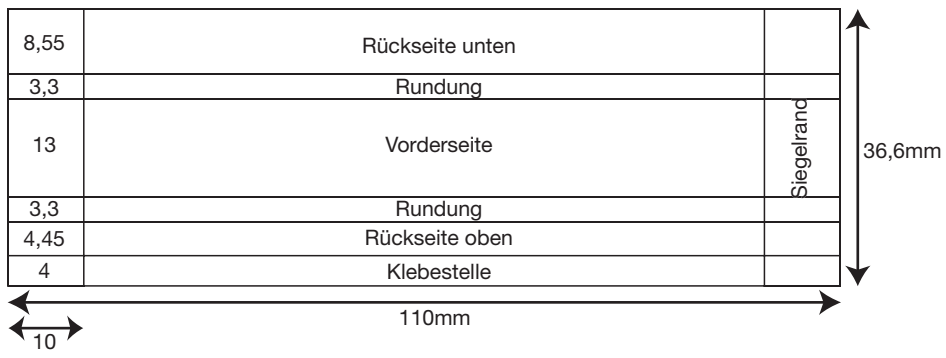 8,55 Rückseite unten
3,3 Rundung
13 Vorderseite
Siegelrand
36,6mm
3,3 Rundung
4,45 Rückseite oben
4 Klebestelle
110mm
10